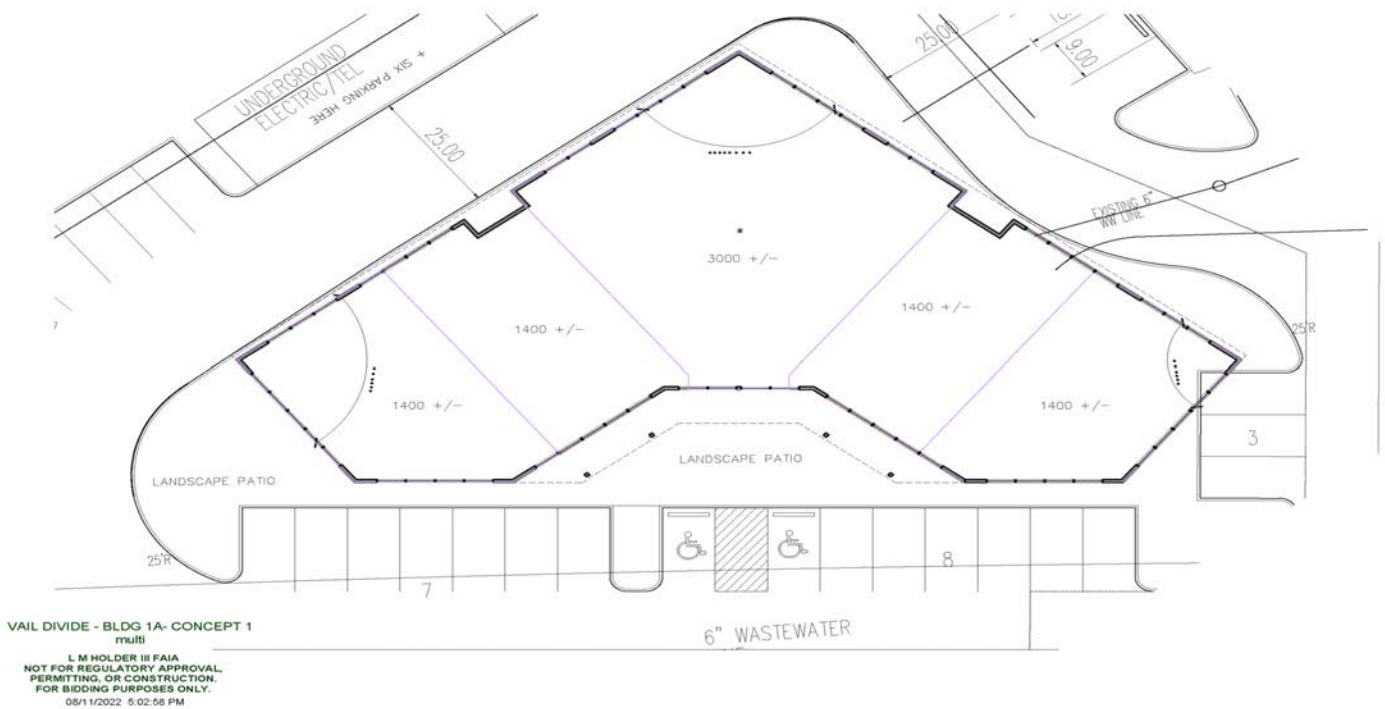 UNDERGROUND
ELECTRIC/TEL
+ SIX PARKING HERE
25.00
25.00
9.00
EXISTING 6"
WW LINE
3000 +/-
1400 +/-
1400 +/-
1400 +/-
1400 +/-
25'R
3
LANDSCAPE PATIO
LANDSCAPE PATIO
25'R
7
8
6" WASTEWATER
VAIL DIVIDE - BLDG 1A- CONCEPT 1
multi
L M HOLDER III FAIA
NOT FOR REGULATORY APPROVAL,
PERMITTING, OR CONSTRUCTION.
FOR BIDDING PURPOSES ONLY.
08/11/2022 5:02:58 PM